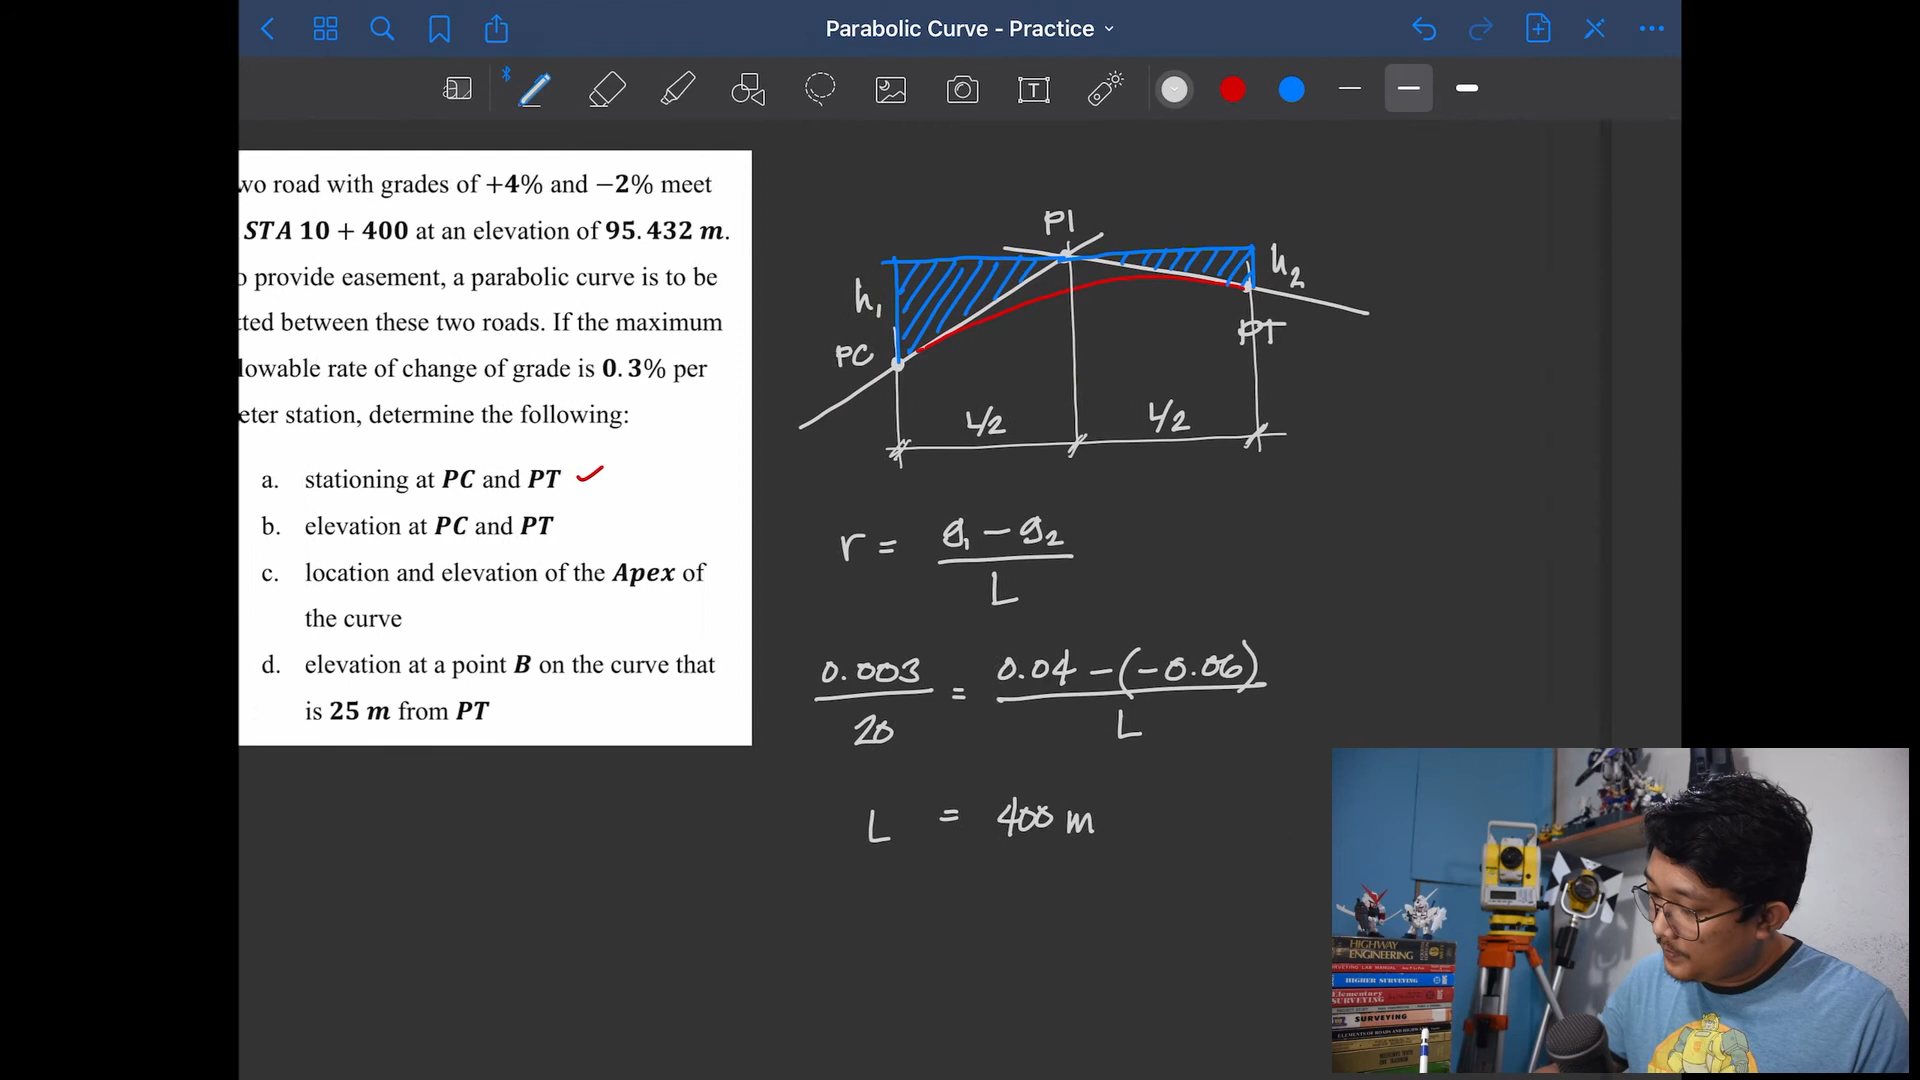 Parabolic Curve - Practice
T
wo road with grades of +4% and −2% meet
STA 10 + 400 at an elevation of 95.432 m.
o provide easement, a parabolic curve is to be
tted between these two roads. If the maximum
lowable rate of change of grade is 0.3% per
eter station, determine the following:
a. stationing at PC and PT
b. elevation at PC and PT
c. location and elevation of the Apex of
the curve
d. elevation at a point B on the curve that
is 25 m from PT
PI
h₁
h₂
PC
PT
L/2
L/2
r = g₁ − g₂
L
0.003 = 0.04 − (−0.06)
20 L
L = 400 m
HIGHWAY
ENGINEERING
SURVEYING LAB MANUAL
HIGHER SURVEYING
Elementary
SURVEYING
SURVEYING